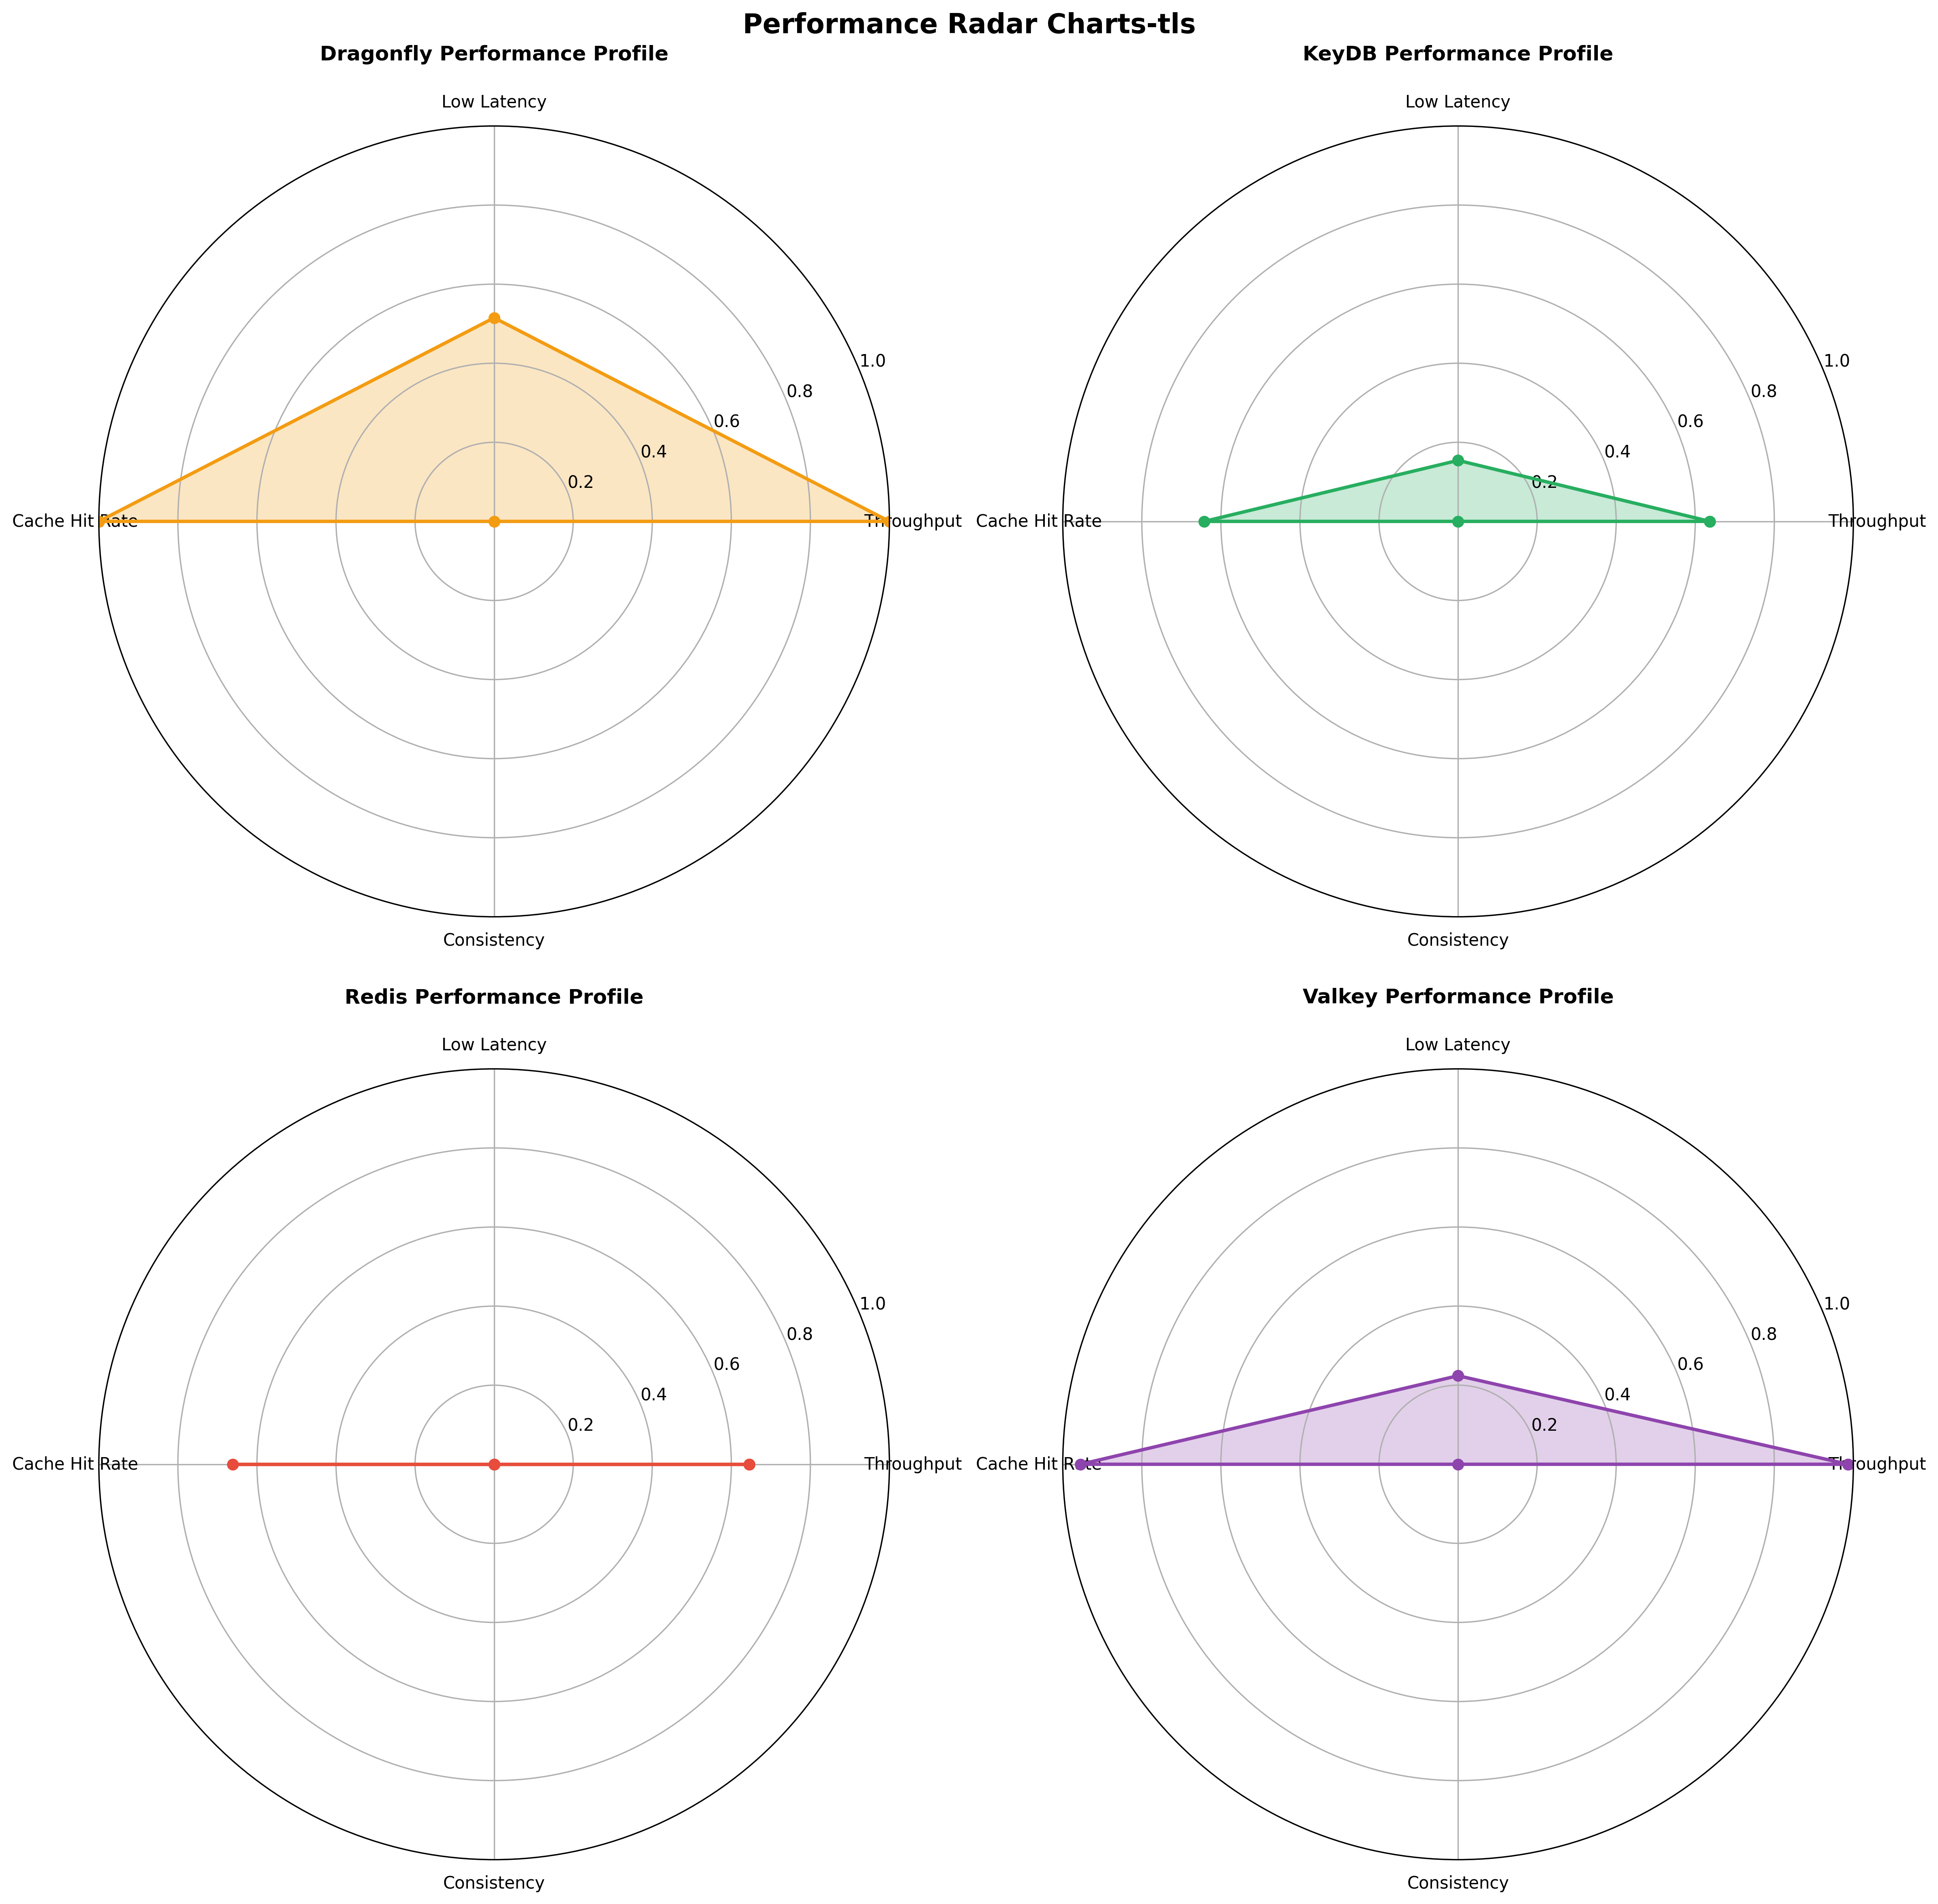 Performance Radar Charts-tls
Dragonfly Performance Profile
Low Latency
1.0
0.8
0.6
0.4
0.2
Cache Hit Rate
Throughput
Consistency
KeyDB Performance Profile
Low Latency
1.0
0.8
0.6
0.4
0.2
Cache Hit Rate
Throughput
Consistency
Redis Performance Profile
Low Latency
1.0
0.8
0.6
0.4
0.2
Cache Hit Rate
Throughput
Consistency
Valkey Performance Profile
Low Latency
1.0
0.8
0.6
0.4
0.2
Cache Hit Rate
Throughput
Consistency